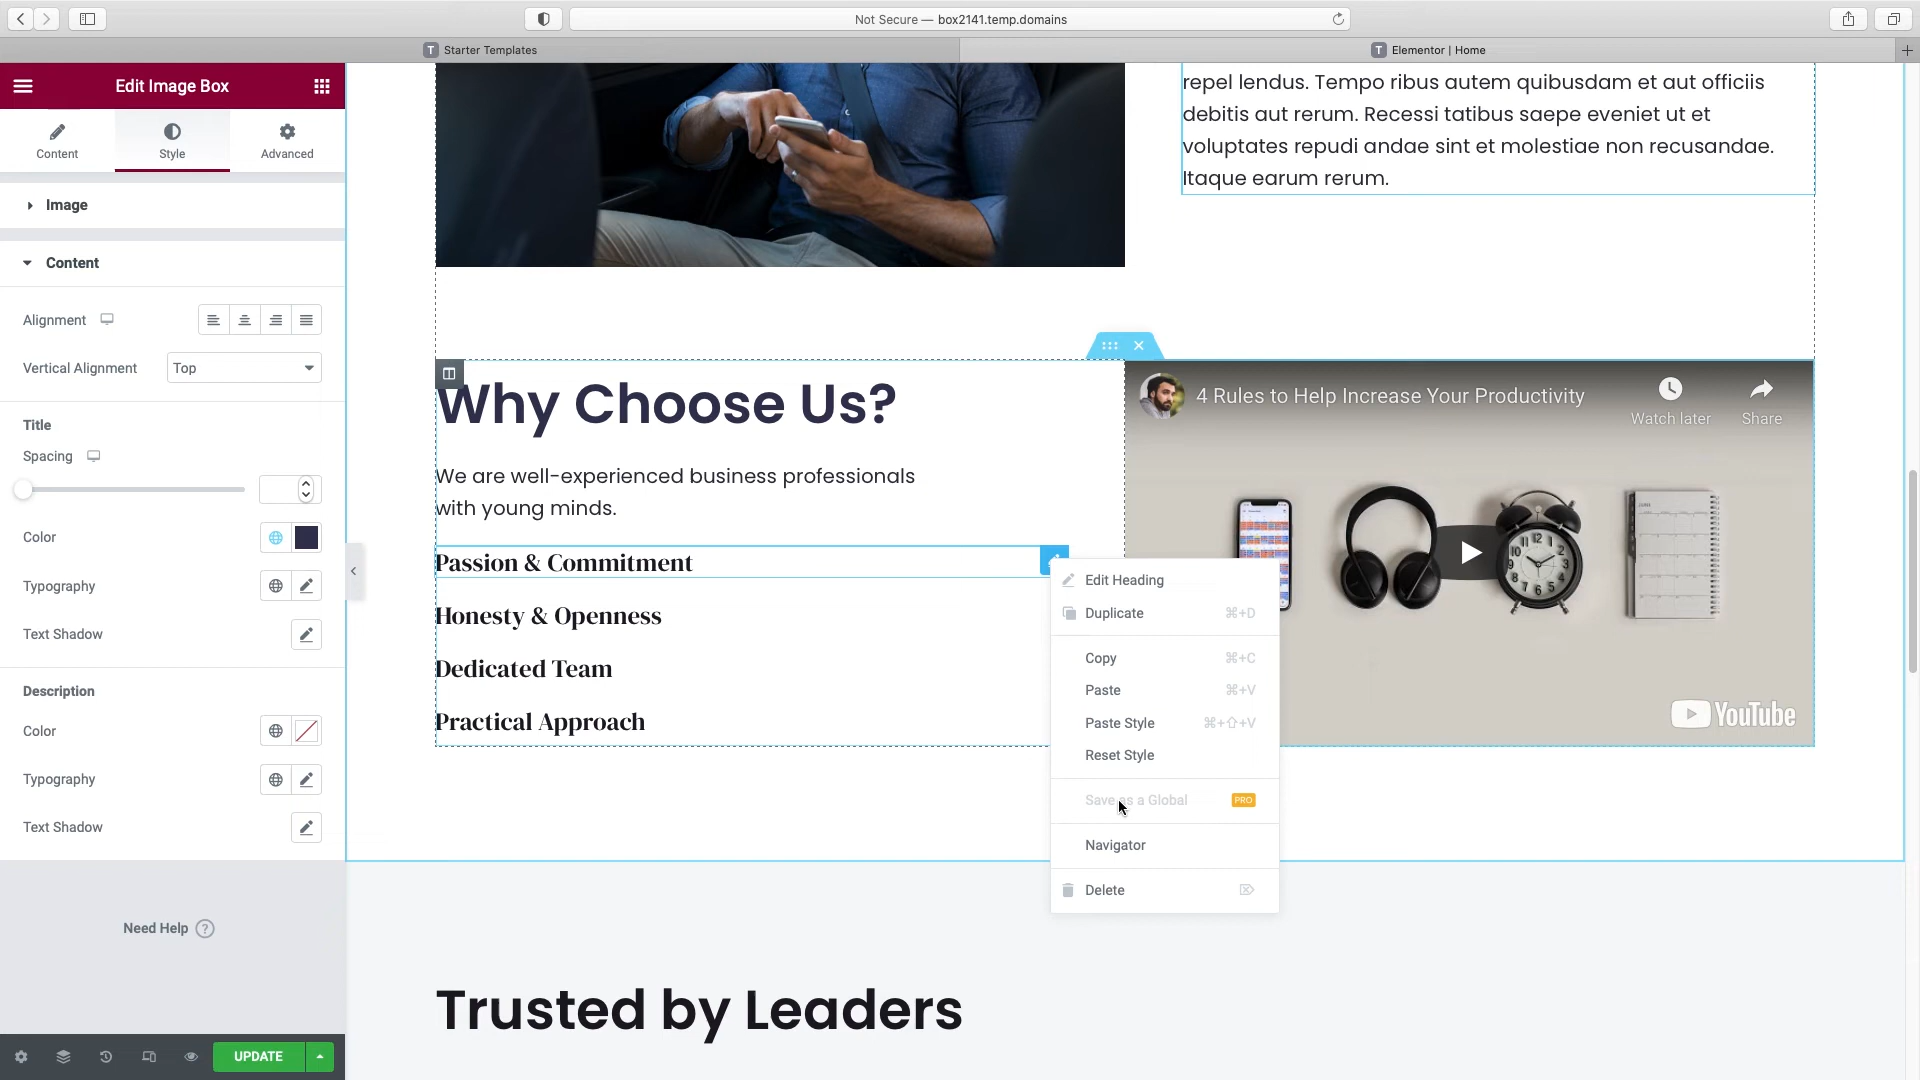 Not Secure — box2141.temp.domains
T Starter Templates
T Elementor | Home
Edit Image Box
Content
Style
Advanced
Image
Content
Alignment
Vertical Alignment
Top
Title
Spacing
Color
Typography
Text Shadow
Description
Color
Typography
Text Shadow
Need Help ?
UPDATE
repel lendus. Tempo ribus autem quibusdam et aut officiis
debitis aut rerum. Recessi tatibus saepe eveniet ut et
voluptates repudi andae sint et molestiae non recusandae.
Itaque earum rerum.
Why Choose Us?
We are well-experienced business professionals
with young minds.
Passion & Commitment
Honesty & Openness
Dedicated Team
Practical Approach
4 Rules to Help Increase Your Productivity
Watch later
Share
YouTube
Edit Heading
Duplicate ⌘+D
Copy ⌘+C
Paste ⌘+V
Paste Style ⌘+⇧+V
Reset Style
Save as a Global PRO
Navigator
Delete ⌦
Trusted by Leaders